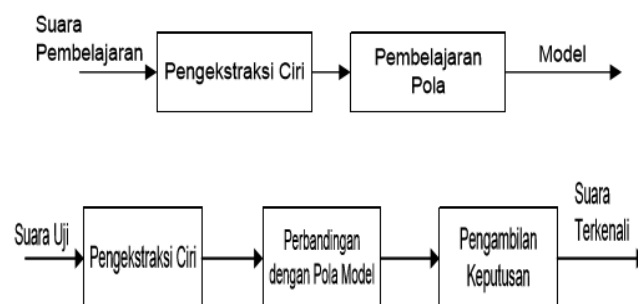 Suara
Pembelajaran
Pengekstraksi Ciri
Pembelajaran
Pola
Model
Suara Uji
Pengekstraksi Ciri
Perbandingan
dengan Pola Model
Pengambilan
Keputusan
Suara
Terkenali